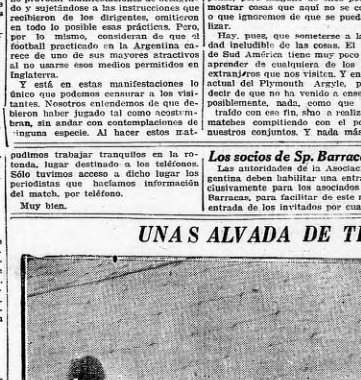 do y sujetándose a las instrucciones que
recibieron de los dirigentes, omitieron
en todo lo posible esas prácticas. Pero,
por lo mismo, consideran de que el
football practicado en la Argentina ca-
rece de uno de sus mayores atractivos
al no usarse esos medios permitidos en
Inglaterra.
Y está en estas manifestaciones lo
único que podemos censurar a los visi-
tantes. Nosotros entendemos de que de-
bieron haber jugado tal como acostum-
bran, sin andar con contemplaciones de
ninguna especie. Al hacer estos mat-
pudimos trabajar tranquilos en la ro-
tonda, lugar destinado a los teléfonos.
Sólo tuvimos acceso a dicho lugar los
periodistas que hacíamos información
del match, por teléfono.
Muy bien.
mostrar cosas que aquí no se c
o que ignoremos de que se pueda
lizar.
Hay, pues, que someterse a la
dad ineludible de las cosas. El
de Sud América tiene muy poco
aprender de cualquiera de los
extranjeros que nos visiten. Y en
actual del Plymouth Argyle, p
decir de que no ha venido a ense
posiblemente, nada, como que
traído con ese fin, sino a realiz
matches compitiendo con el po
nuestros conjuntos. Y nada más
Los socios de Sp. Barraca
Las autoridades de la Asociac
gentina deben habilitar una entra
clusivamente para los asociados
Barracas, para facilitar de este m
entrada de los invitados por cua
UNA SALVADA DE TI